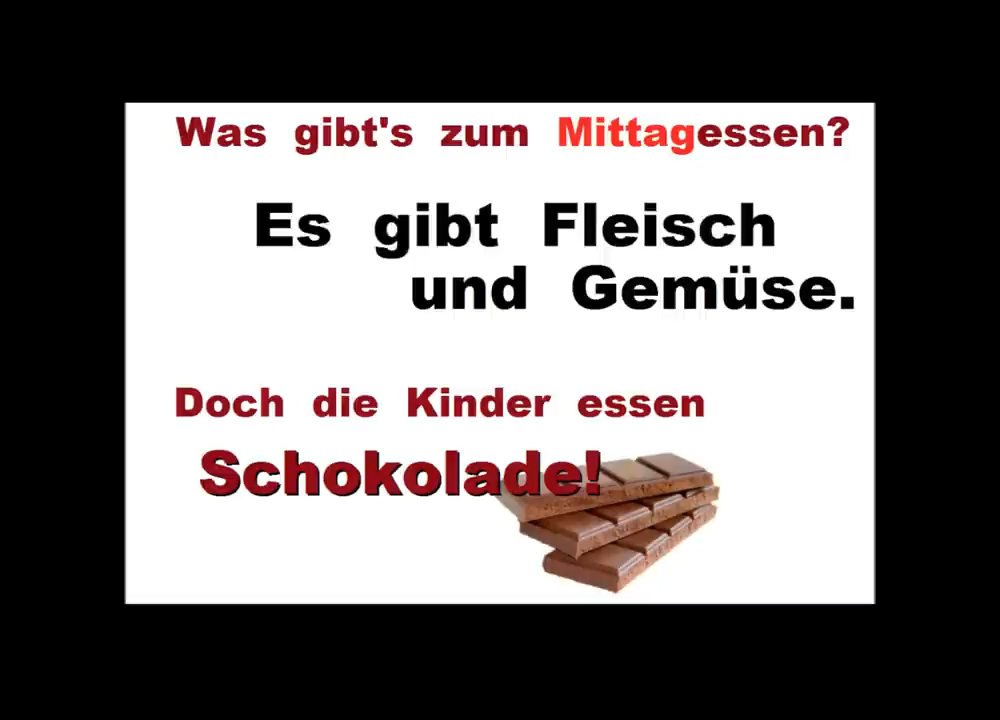 Was gibt's zum Mittagessen?
Es gibt Fleisch
und Gemüse.
Doch die Kinder essen
Schokolade!